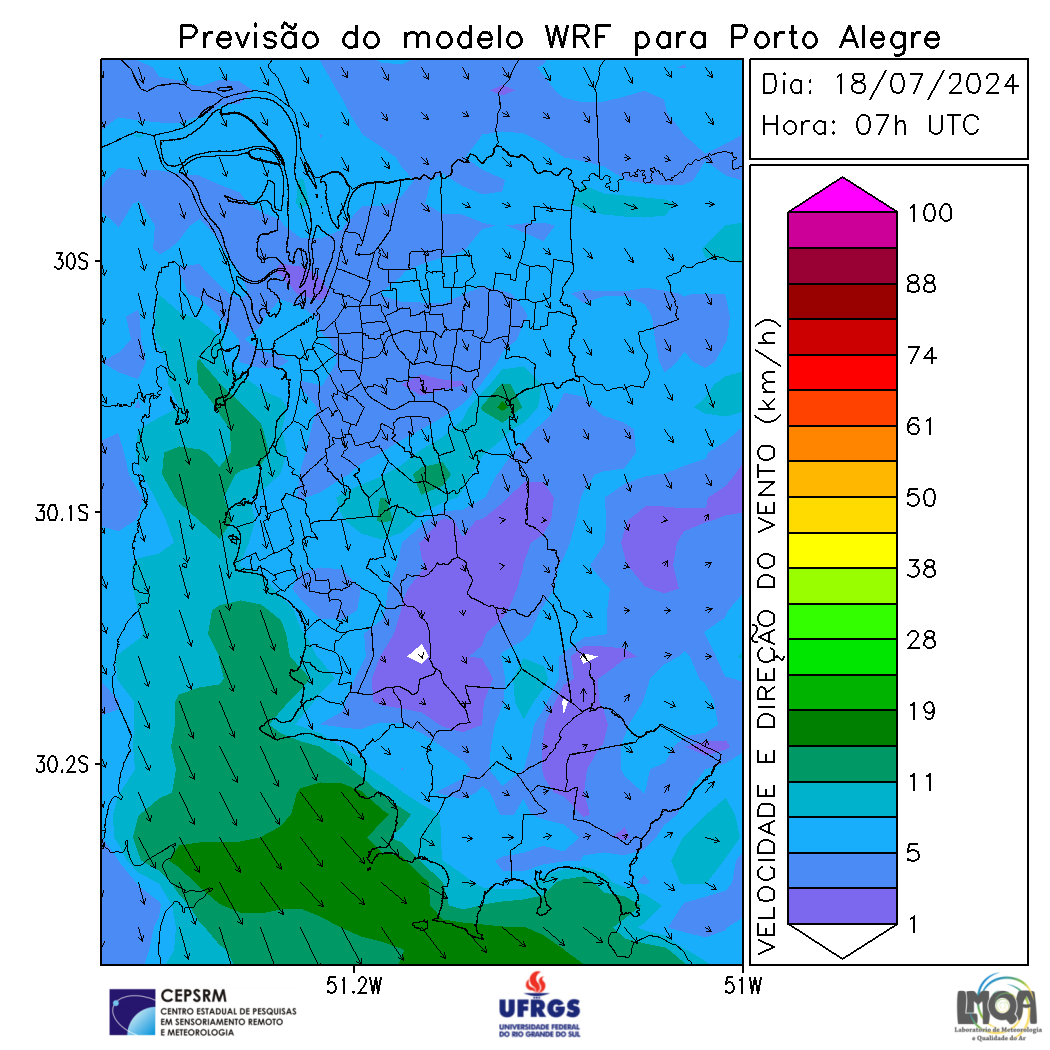 Previsão do modelo WRF para Porto Alegre
Dia: 18/07/2024
Hora: 07h UTC
30S
30.1S
30.2S
51.2W
51W
VELOCIDADE E DIREÇÃO DO VENTO (km/h)
100
88
74
61
50
38
28
19
11
5
1
CEPSRM
CENTRO ESTADUAL DE PESQUISAS
EM SENSORIAMENTO REMOTO
E METEOROLOGIA
UFRGS
UNIVERSIDADE FEDERAL
DO RIO GRANDE DO SUL
LMQA
Laboratório de Meteorologia
e Qualidade do Ar